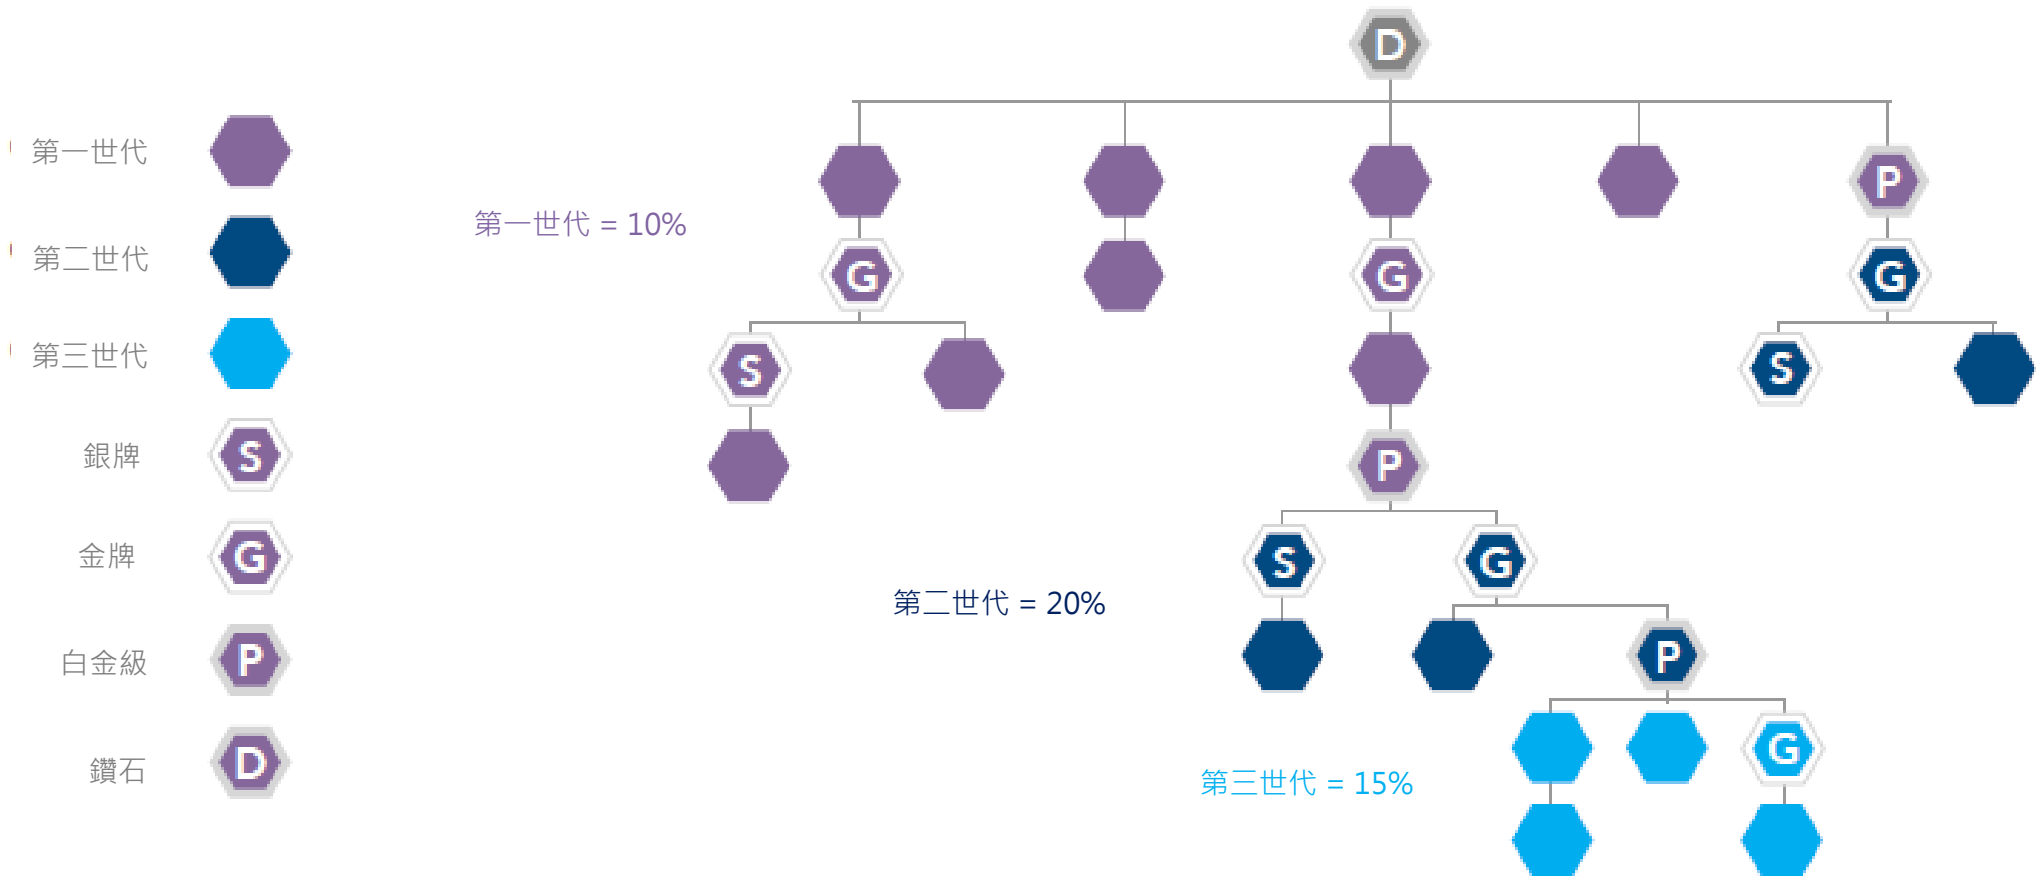 D
第一世代
P
第一世代 = 10%
第二世代
G
G
G
第三世代
S
S
銀牌
S
P
金牌
G
S
G
第二世代 = 20%
白金級
P
P
鑽石
D
G
第三世代 = 15%